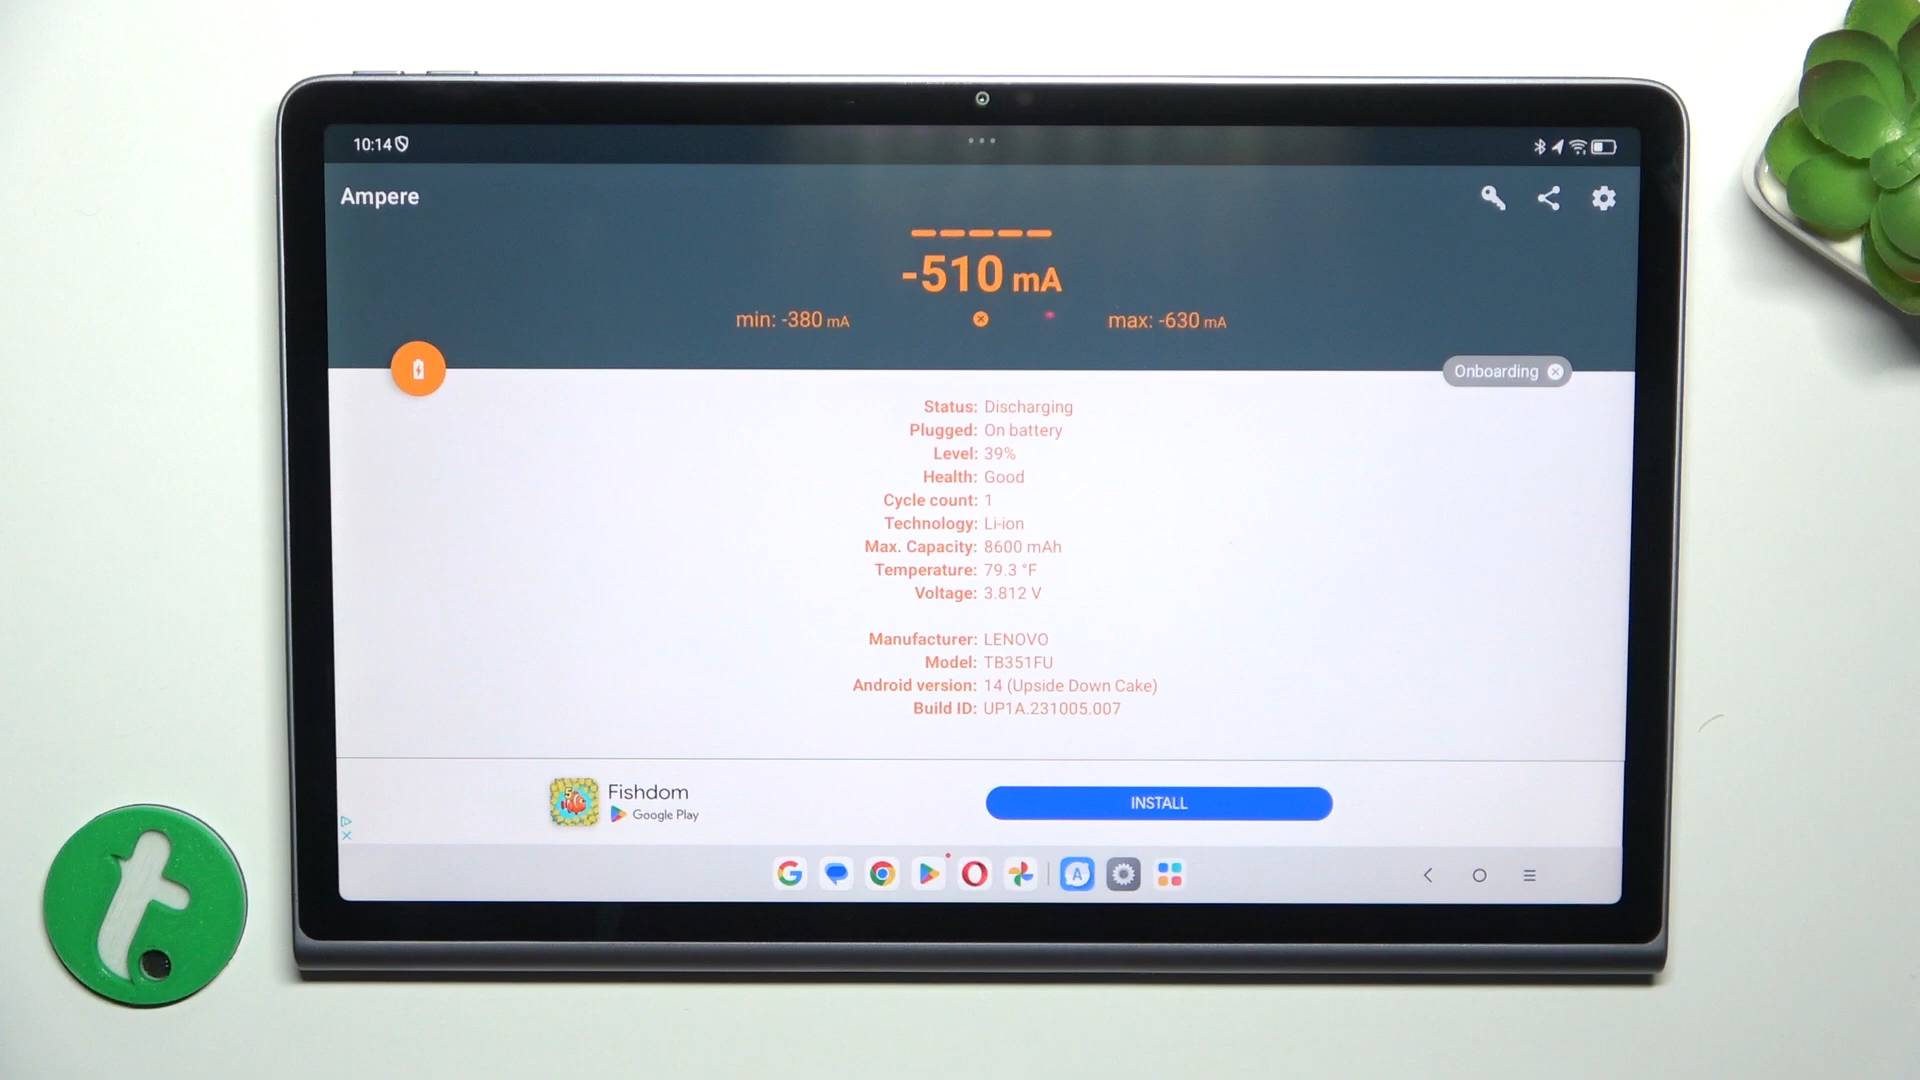 10:14
Ampere
-510 mA
min: -380 mA
max: -630 mA
Onboarding
Status: Discharging
Plugged: On battery
Level: 39%
Health: Good
Cycle count: 1
Technology: Li-ion
Max. Capacity: 8600 mAh
Temperature: 79.3 °F
Voltage: 3.812 V
Manufacturer: LENOVO
Model: TB351FU
Android version: 14 (Upside Down Cake)
Build ID: UP1A.231005.007
Fishdom
Google Play
INSTALL